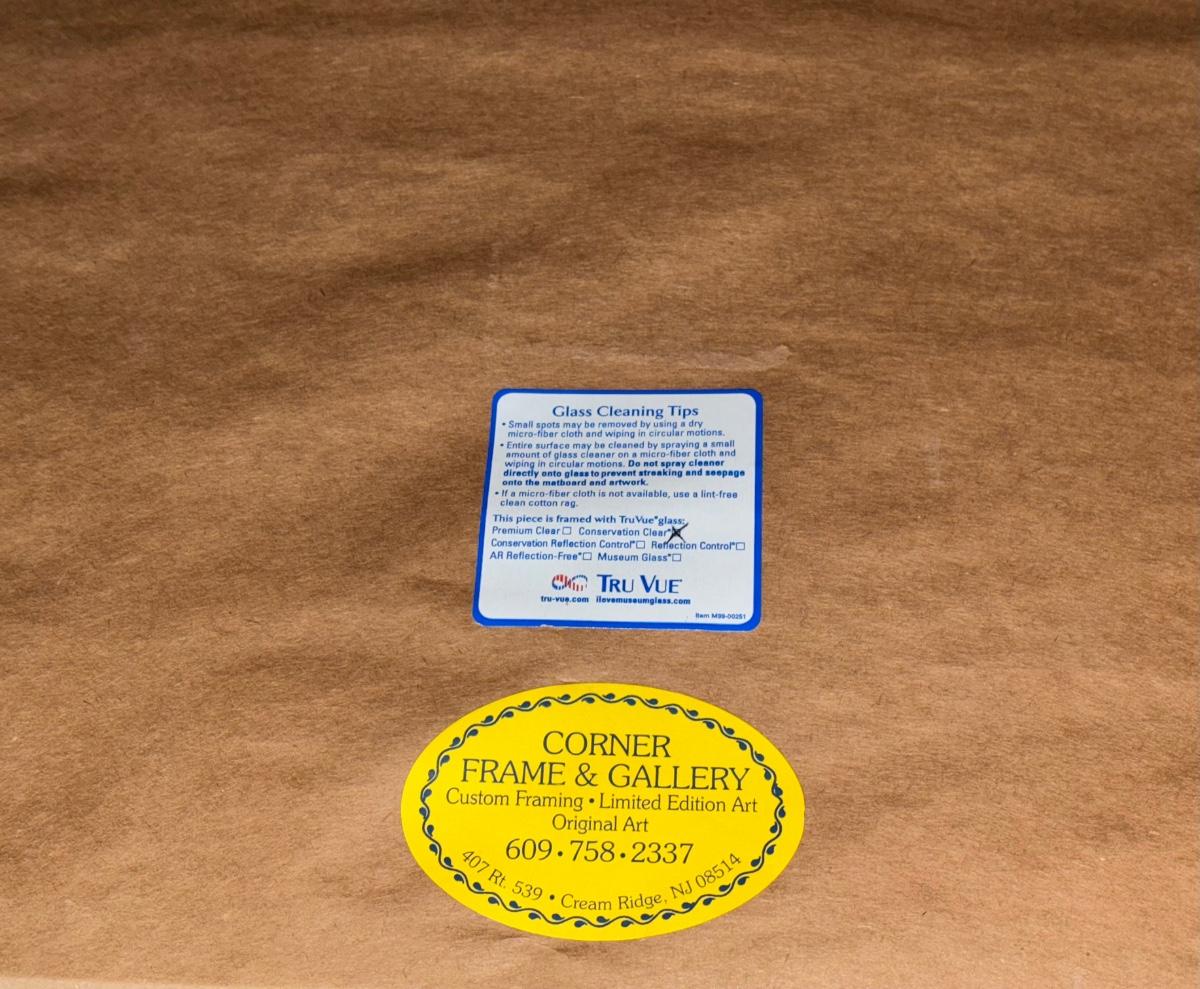 Glass Cleaning Tips
• Small spots may be removed by using a dry
micro-fiber cloth and wiping in circular motions.
• Entire surface may be cleaned by spraying a small
amount of glass cleaner on a micro-fiber cloth and
wiping in circular motions. Do not spray cleaner
directly onto glass to prevent streaking and seepage
onto the matboard and artwork.
• If a micro-fiber cloth is not available, use a lint-free
clean cotton rag.
This piece is framed with Tru Vue® glass:
Premium Clear ☐ Conservation Clear® ☒
Conservation Reflection Control® ☐ Reflection Control® ☐
AR Reflection-Free® ☐ Museum Glass® ☐
TRU VUE®
tru-vue.com ilovemuseumglass.com
Item M99-00251
CORNER
FRAME & GALLERY
Custom Framing • Limited Edition Art
Original Art
609 • 758 • 2337
407 Rt. 539 • Cream Ridge, NJ 08514